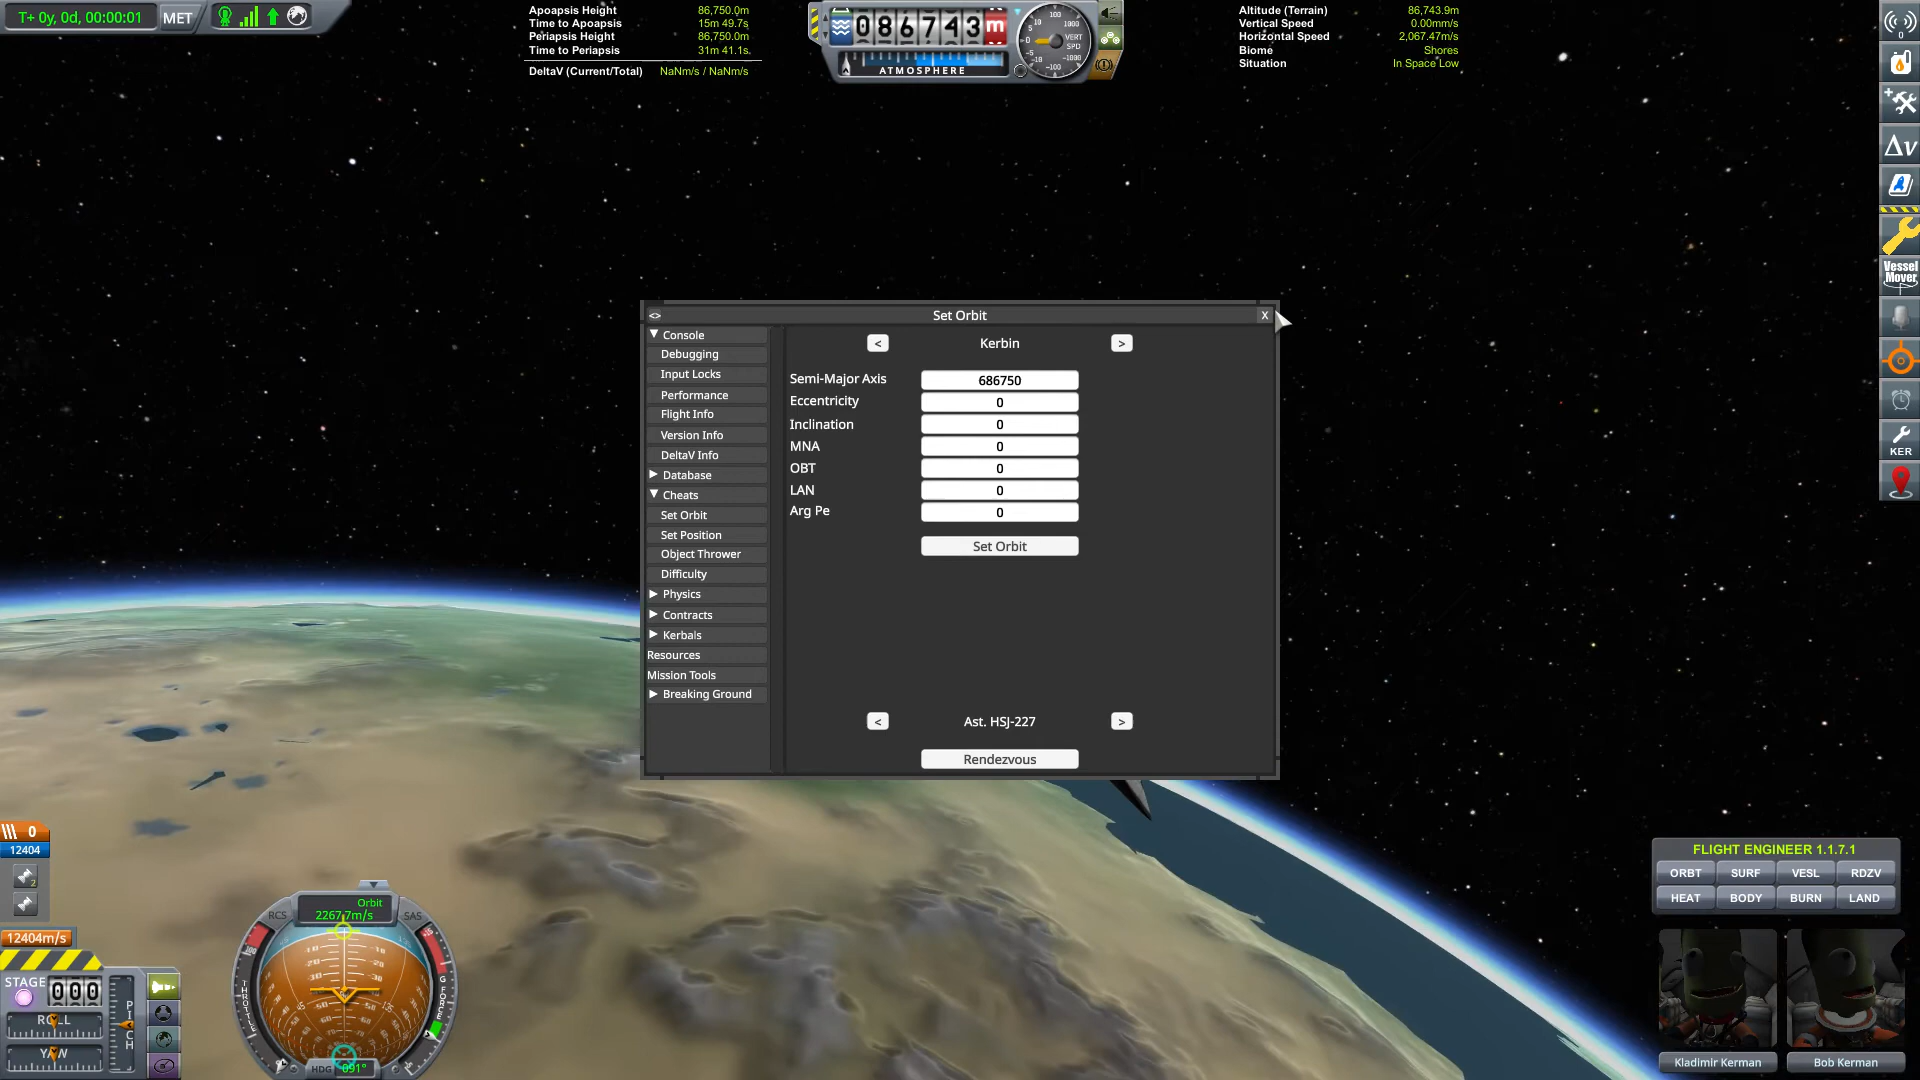 T+ 0y, 0d, 00:00:01 MET
Apoapsis Height 86,750.0m
Time to Apoapsis 15m 49.7s
Periapsis Height 86,750.0m
Time to Periapsis 31m 41.1s
DeltaV (Current/Total) NaNm/s / NaNm/s
086743m
VERT SPD
ATMOSPHERE
Altitude (Terrain) 86,743.9m
Vertical Speed 0.00mm/s
Horizontal Speed 2,067.47m/s
Biome Shores
Situation In Space Low
0
Δv
Vessel Mover
KER
<> Set Orbit X
Console
Debugging
Input Locks
Performance
Flight Info
Version Info
DeltaV Info
Database
Cheats
Set Orbit
Set Position
Object Thrower
Difficulty
Physics
Contracts
Kerbals
Resources
Mission Tools
Breaking Ground
< Kerbin >
Semi-Major Axis 686750
Eccentricity 0
Inclination 0
MNA 0
OBT 0
LAN 0
Arg Pe 0
Set Orbit
< Ast. HSJ-227 >
Rendezvous
0
12404
2
12404m/s
STAGE 000
ROLL
YAW
PITCH
RCS SAS
Orbit
2267.7m/s
THROTTLE
G FORCE
HDG 091°
FLIGHT ENGINEER 1.1.7.1
ORBT SURF VESL RDZV
HEAT BODY BURN LAND
Kladimir Kerman
Bob Kerman